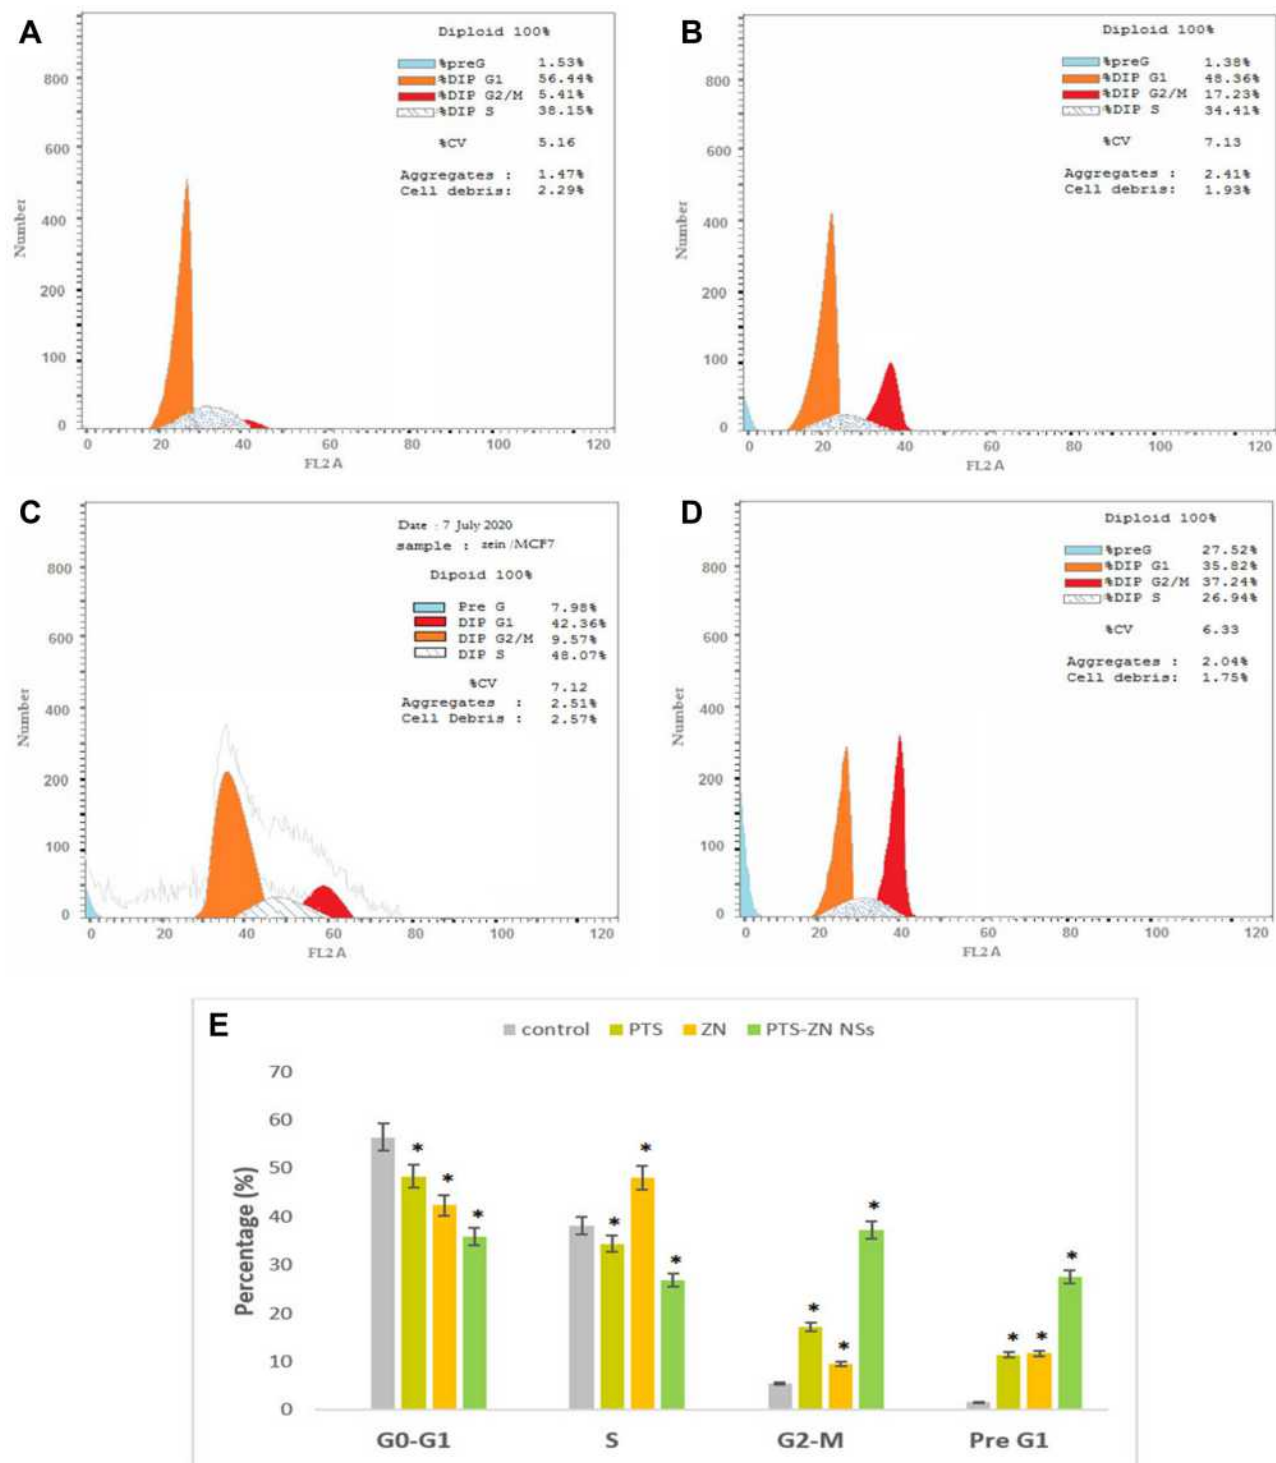 A
Diploid 100%
%preG 1.53%
%DIP G1 56.44%
%DIP G2/M 5.41%
%DIP S 38.15%
%CV 5.16
Aggregates : 1.47%
Cell debris: 2.29%
Number
800
600
400
200
100
0
0 20 40 60 80 100 120
FL2A
B
Diploid 100%
%preG 1.38%
%DIP G1 48.36%
%DIP G2/M 17.23%
%DIP S 34.41%
%CV 7.13
Aggregates : 2.41%
Cell debris: 1.93%
Number
800
600
400
200
100
0
0 20 40 60 80 100 120
FL2A
C
Date : 7 July 2020
sample : zein /MCF7
Dipoid 100%
Pre G 7.98%
DIP G1 42.36%
DIP G2/M 9.57%
DIP S 48.07%
%CV 7.12
Aggregates : 2.51%
Cell Debris : 2.57%
Number
800
600
400
200
100
0
0 20 40 60 80 100 120
FL2A
D
Diploid 100%
%preG 27.52%
%DIP G1 35.82%
%DIP G2/M 37.24%
%DIP S 26.94%
%CV 6.33
Aggregates : 2.04%
Cell debris: 1.75%
Number
800
600
400
200
100
0
0 20 40 60 80 100 120
FL2A
E
control PTS ZN PTS-ZN NSs
Percentage (%)
70
60
50
40
30
20
10
0
* * *
* * *
* * *
* * *
G0-G1 S G2-M Pre G1